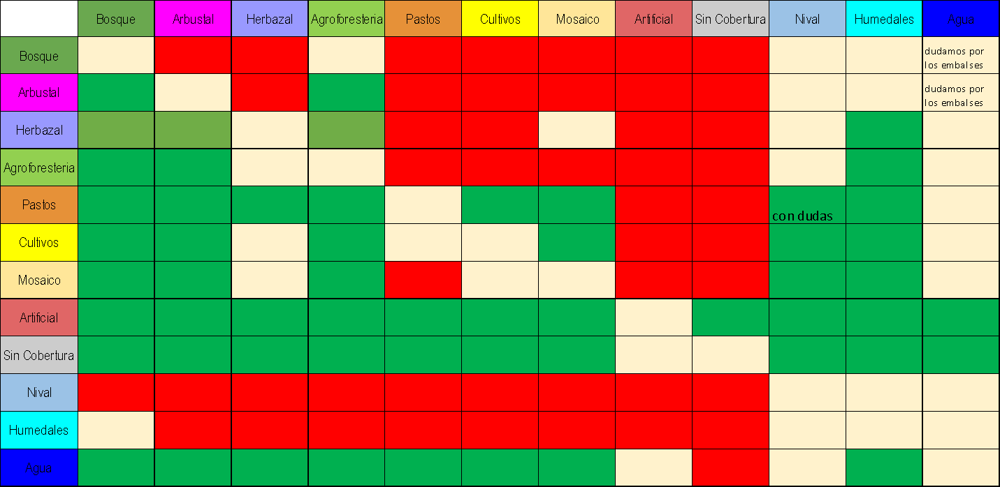 Bosque Arbustal Herbazal Agroforesteria Pastos Cultivos Mosaico Artificial Sin Cobertura Nival Humedales Agua
Bosque dudamos por
los embalses
Arbustal dudamos por
los embalses
Herbazal
Agroforesteria
Pastos con dudas
Cultivos
Mosaico
Artificial
Sin Cobertura
Nival
Humedales
Agua